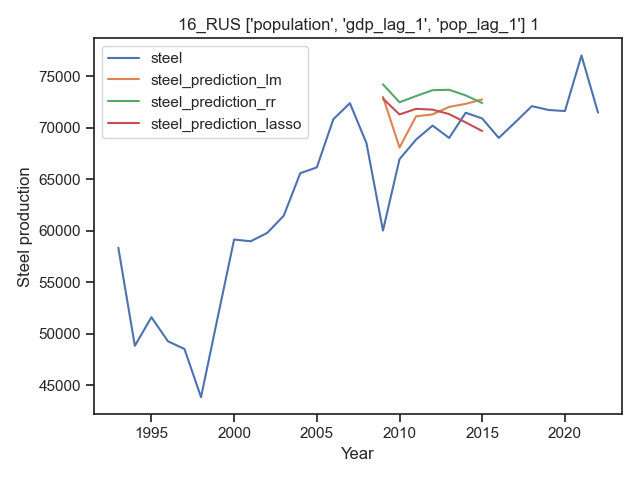 16_RUS ['population', 'gdp_lag_1', 'pop_lag_1'] 1
steel
steel_prediction_lm
steel_prediction_rr
steel_prediction_lasso
Steel production
75000
70000
65000
60000
55000
50000
45000
1995
2000
2005
2010
2015
2020
Year